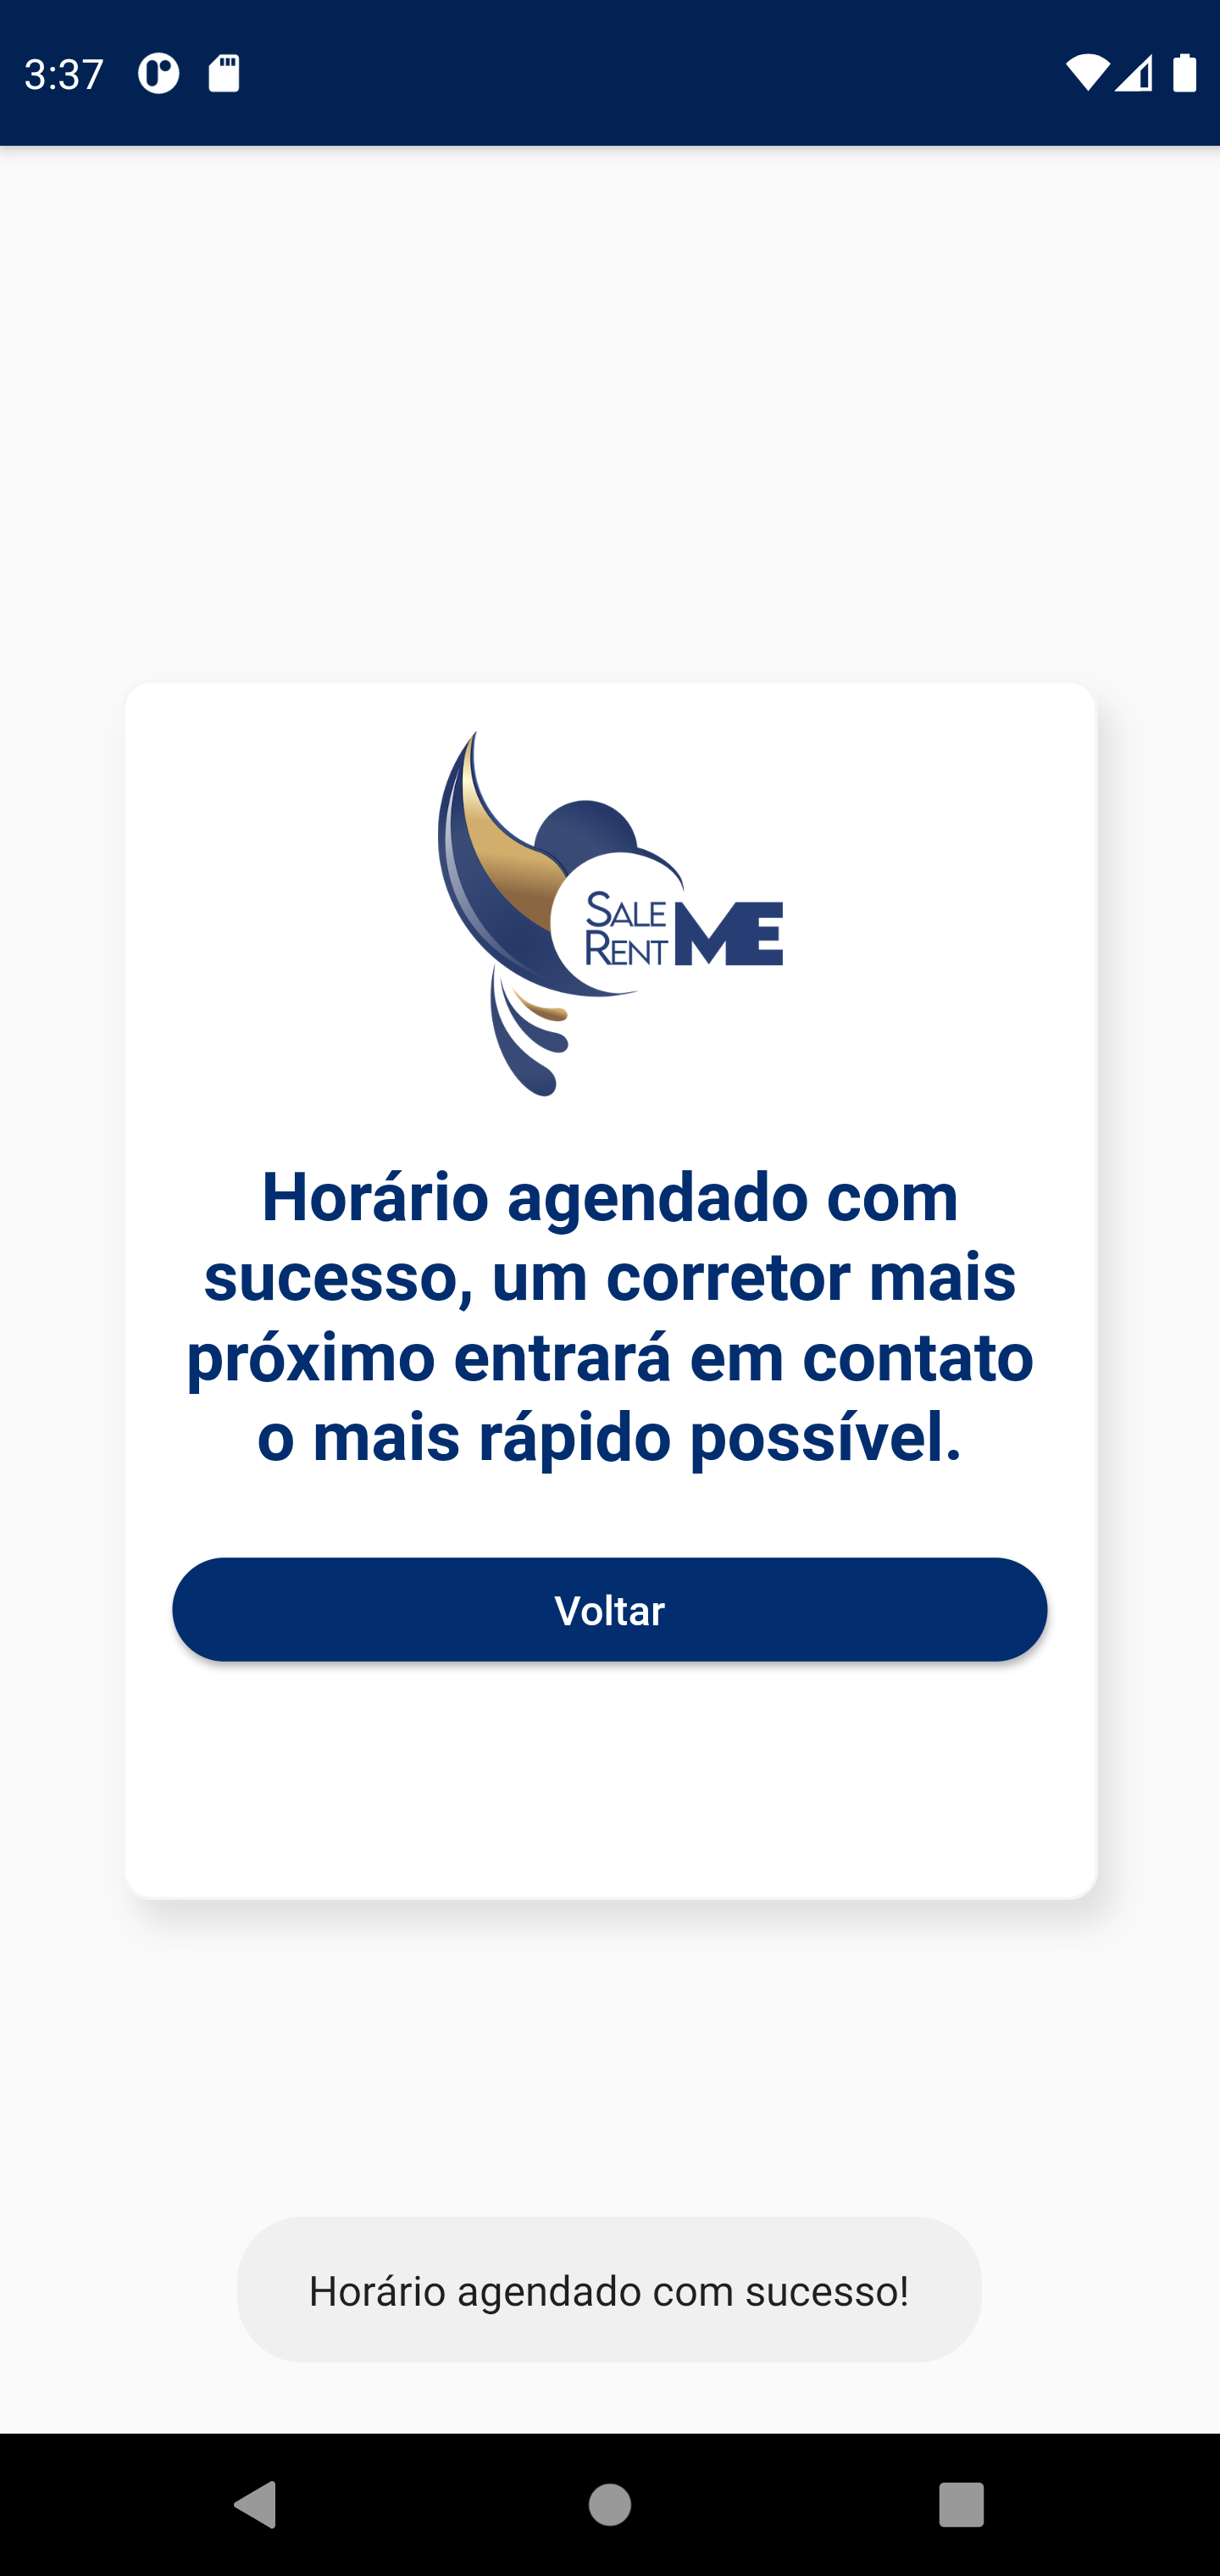 3:37
SALE
RENT ME
Horário agendado com
sucesso, um corretor mais
próximo entrará em contato
o mais rápido possível.
Voltar
Horário agendado com sucesso!